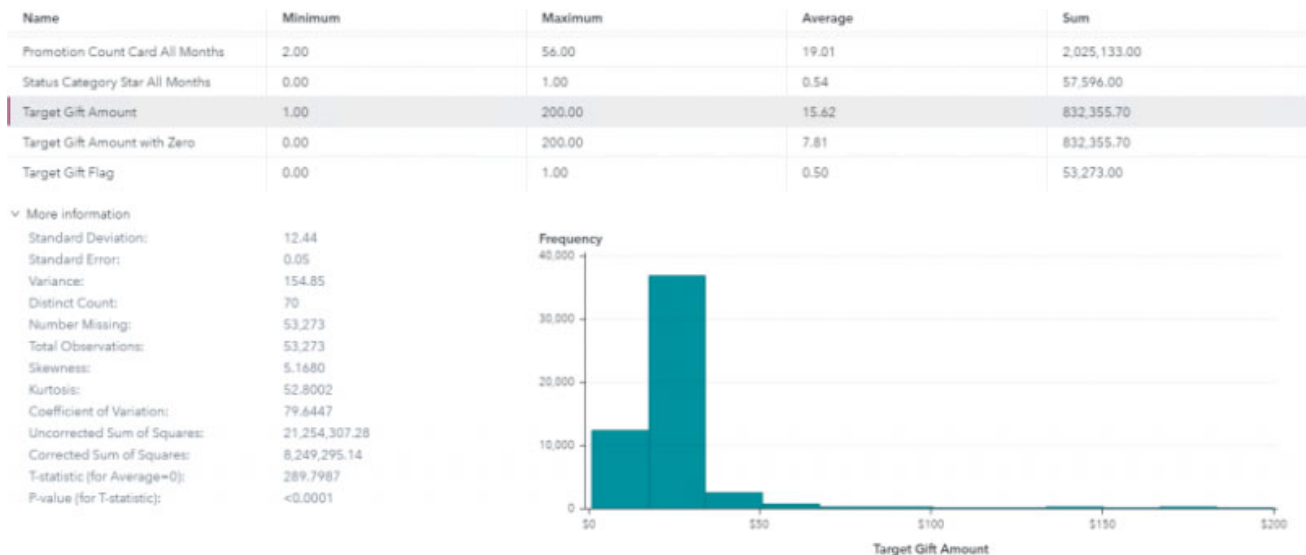 Name Minimum Maximum Average Sum
Promotion Count Card All Months 2.00 56.00 19.01 2,025,133.00
Status Category Star All Months 0.00 1.00 0.54 57,596.00
Target Gift Amount 1.00 200.00 15.62 832,355.70
Target Gift Amount with Zero 0.00 200.00 7.81 832,355.70
Target Gift Flag 0.00 1.00 0.50 53,273.00
More information
Standard Deviation: 12.44
Standard Error: 0.05
Variance: 154.85
Distinct Count: 70
Number Missing: 53,273
Total Observations: 53,273
Skewness: 5.1680
Kurtosis: 52.8002
Coefficient of Variation: 79.6447
Uncorrected Sum of Squares: 21,254,307.28
Corrected Sum of Squares: 8,249,295.14
T-statistic (for Average=0): 289.7987
P-value (for T-statistic): <0.0001
Frequency
40,000
30,000
20,000
10,000
0
$0 $50 $100 $150 $200
Target Gift Amount